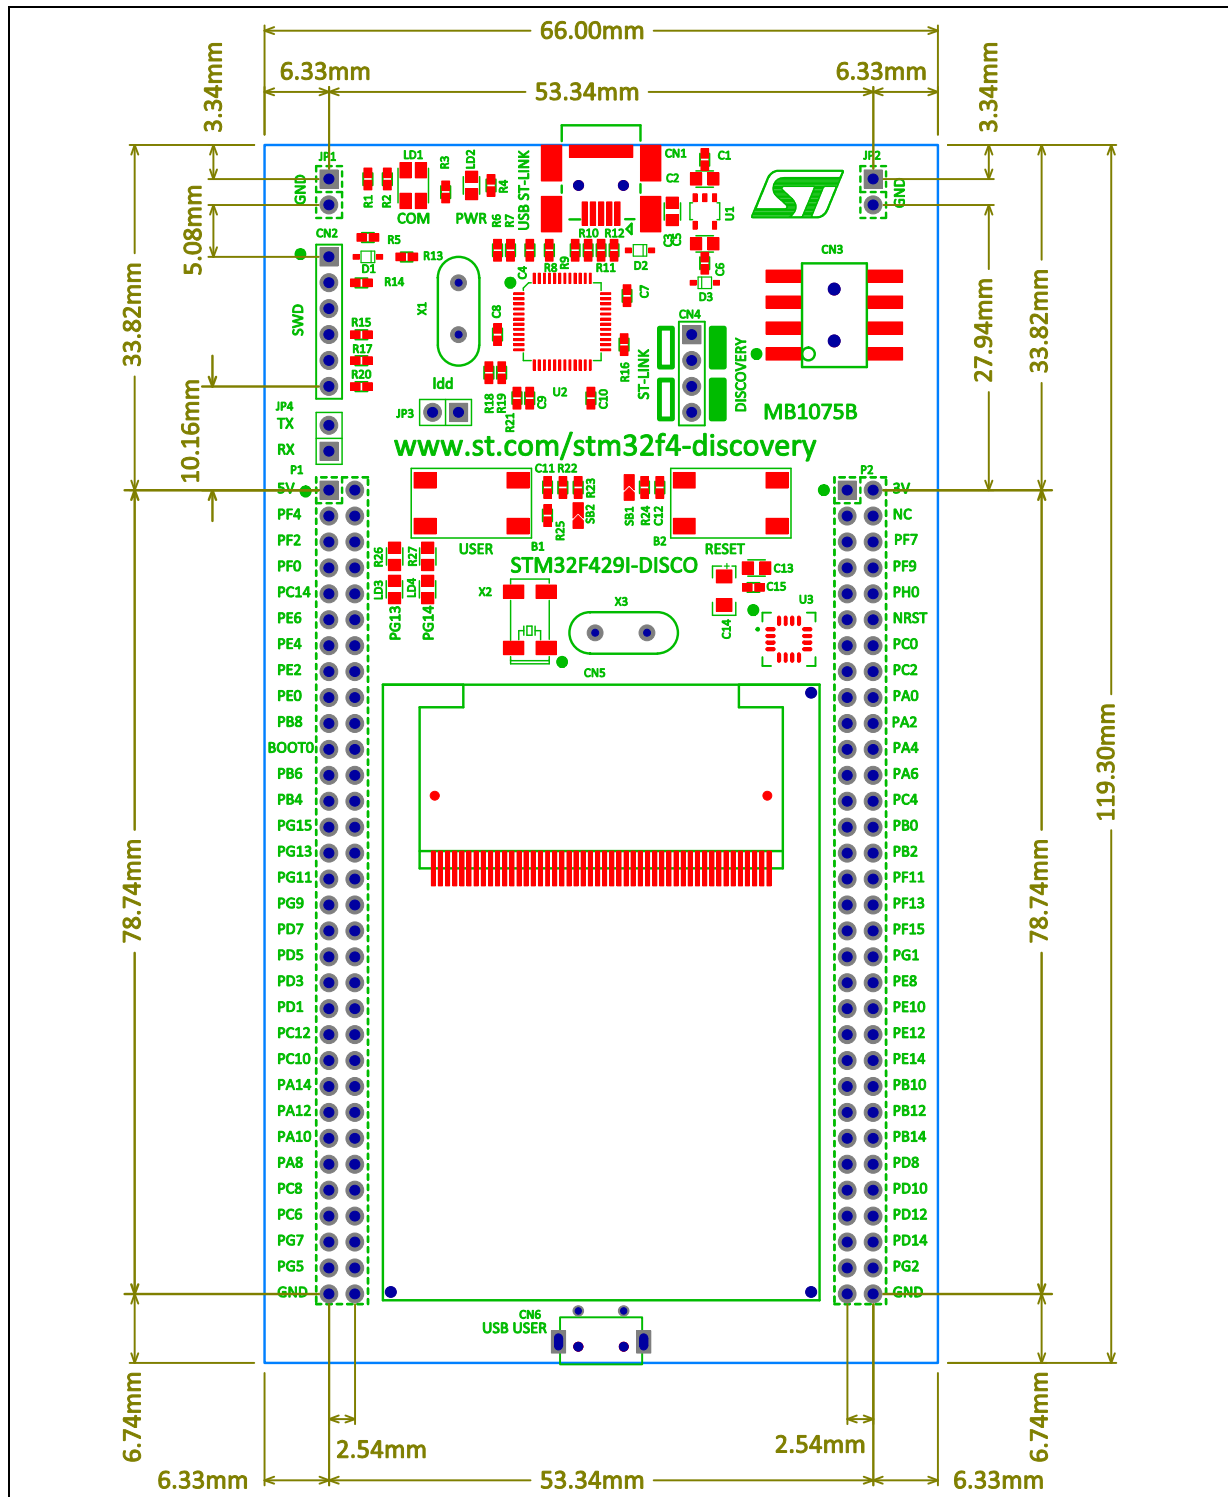 66.00mm
6.33mm
53.34mm
6.33mm
3.34mm
3.34mm
33.82mm
5.08mm
10.16mm
27.94mm
33.82mm
78.74mm
78.74mm
119.30mm
JP1
GND
R1
R2
LD1
COM
R3
LD2
PWR
R4
USB ST-LINK
CN1
C1
C2
U1
JP2
GND
ST
CN2
R5
D1
R13
R14
SWD
R15
R17
R20
X1
R6
R7
C4
R8
R9
R10
R11
R12
D2
C3
C5
C6
D3
CN3
C8
C7
R16
CN4
ST-LINK
DISCOVERY
U2
C9
C10
R18
R19
R21
Idd
JP3
JP4
TX
RX
MB1075B
www.st.com/stm32f4-discovery
P1
P2
C11
R22
R23
SB2
R25
B1
USER
SB1
R24
C12
B2
RESET
STM32F429I-DISCO
R26
R27
LD3
LD4
PG13
PG14
X2
X3
C13
C15
C14
U3
CN5
5V
PF4
PF2
PF0
PC14
PE6
PE4
PE2
PE0
PB8
BOOT0
PB6
PB4
PG15
PG13
PG11
PG9
PD7
PD5
PD3
PD1
PC12
PC10
PA14
PA12
PA10
PA8
PC8
PC6
PG7
PG5
GND
3V
NC
PF7
PF9
PH0
NRST
PC0
PC2
PA0
PA2
PA4
PA6
PC4
PB0
PB2
PF11
PF13
PF15
PG1
PE8
PE10
PE12
PE14
PB10
PB12
PB14
PD8
PD10
PD12
PD14
PG2
GND
CN6
USB USER
6.74mm
6.74mm
2.54mm
2.54mm
6.33mm
53.34mm
6.33mm